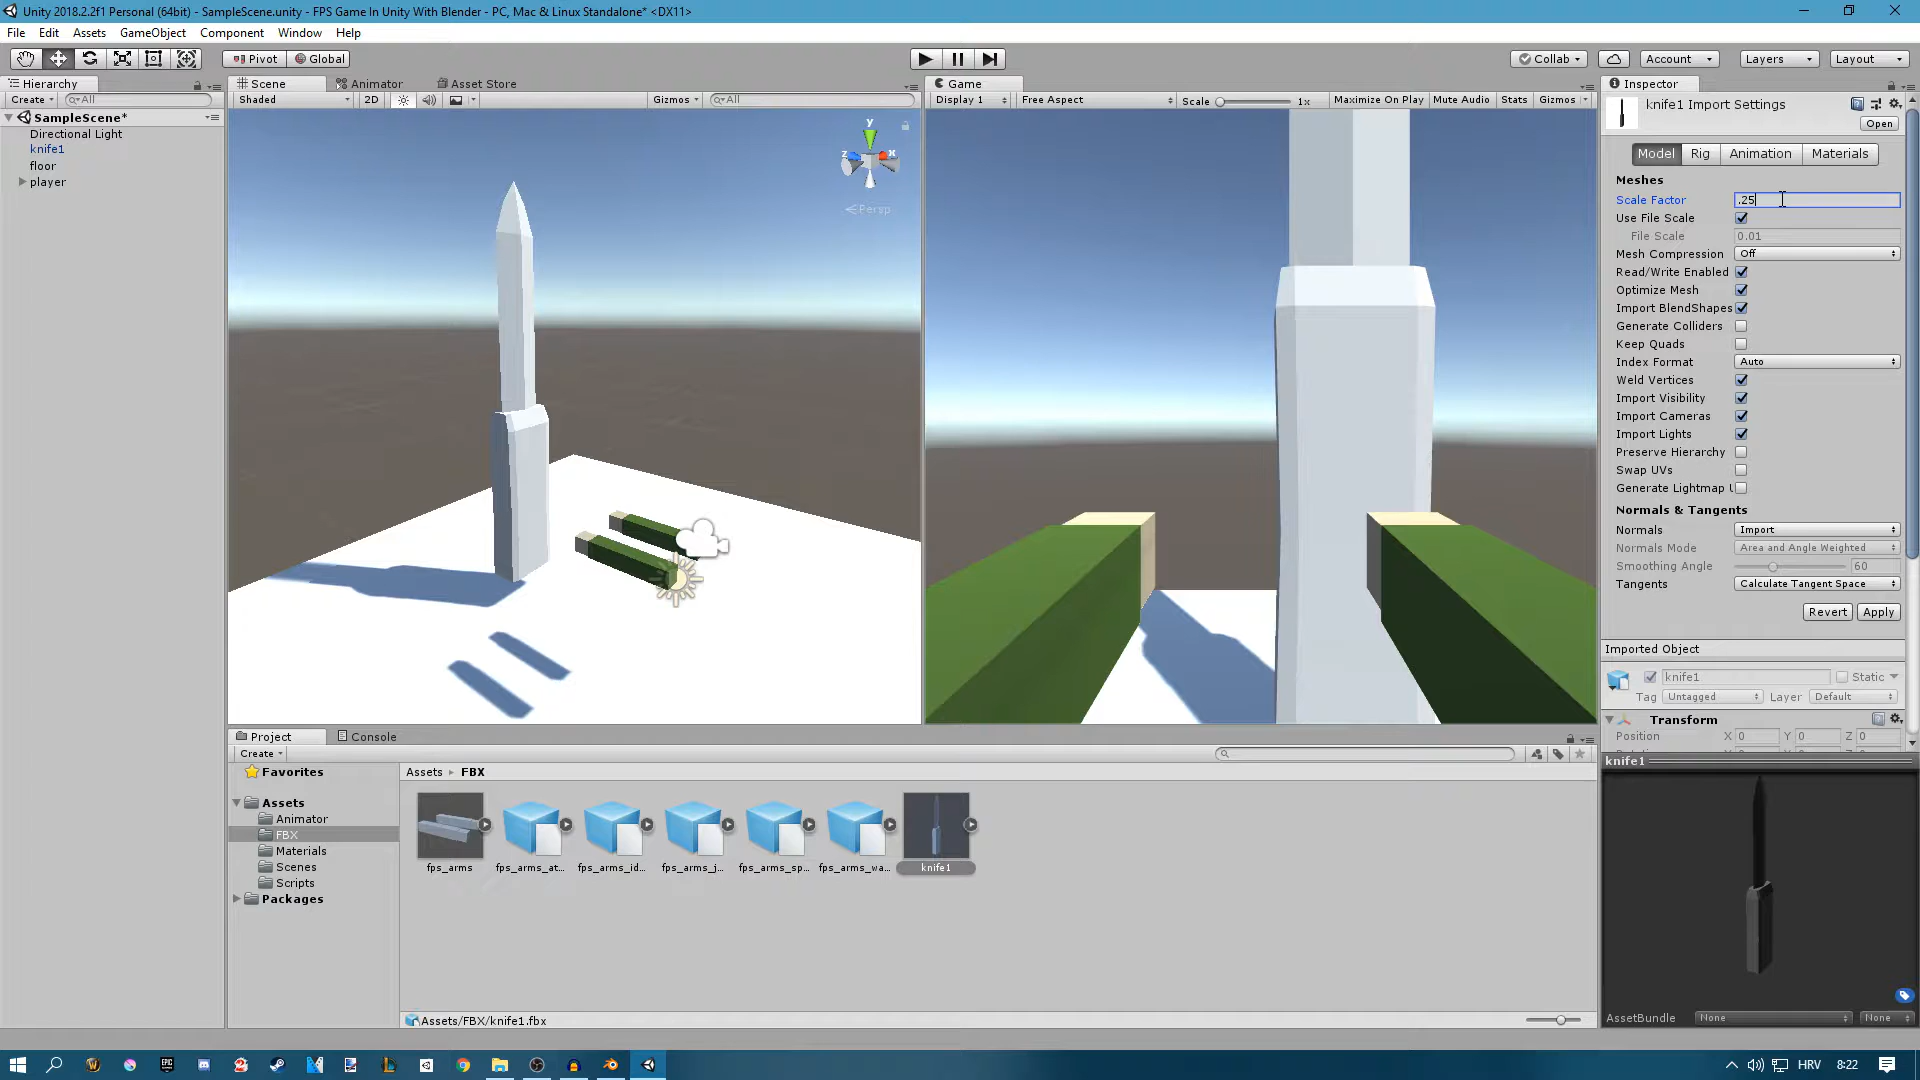 Unity 2018.2.2f1 Personal (64bit) - SampleScene.unity - FPS Game In Unity With Blender - PC, Mac & Linux Standalone* <DX11>
File Edit Assets GameObject Component Window Help
Pivot Global Collab Account Layers Layout
Hierarchy
Create All
SampleScene*
Directional Light
knife1
floor
player
Scene Animator Asset Store
Shaded 2D Gizmos All
y
z x
Persp
Game
Display 1 Free Aspect Scale 1x Maximize On Play Mute Audio Stats Gizmos
Inspector
knife1 Import Settings
Open
Model Rig Animation Materials
Meshes
Scale Factor .25
Use File Scale
File Scale 0.01
Mesh Compression Off
Read/Write Enabled
Optimize Mesh
Import BlendShapes
Generate Colliders
Keep Quads
Index Format Auto
Weld Vertices
Import Visibility
Import Cameras
Import Lights
Preserve Hierarchy
Swap UVs
Generate Lightmap U
Normals & Tangents
Normals Import
Normals Mode Area and Angle Weighted
Smoothing Angle 60
Tangents Calculate Tangent Space
Revert Apply
Imported Object
knife1 Static
Tag Untagged Layer Default
Transform
Position X 0 Y 0 Z 0
knife1
AssetBundle None None
Project Console
Create
Favorites
Assets
Animator
FBX
Materials
Scenes
Scripts
Packages
Assets FBX
fps_arms fps_arms_at... fps_arms_id... fps_arms_j... fps_arms_sp... fps_arms_wa... knife1
Assets/FBX/knife1.fbx
HRV 8:22